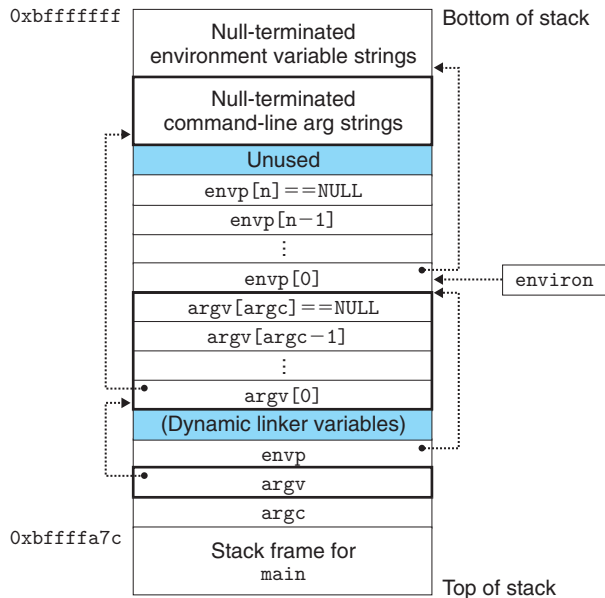 0xbfffffff
Bottom of stack
Null-terminated
environment variable strings
Null-terminated
command-line arg strings
Unused
envp[n]==NULL
envp[n-1]
⋮
envp[0]
environ
argv[argc]==NULL
argv[argc-1]
⋮
argv[0]
(Dynamic linker variables)
envp
argv
argc
0xbffffa7c
Stack frame for
main
Top of stack